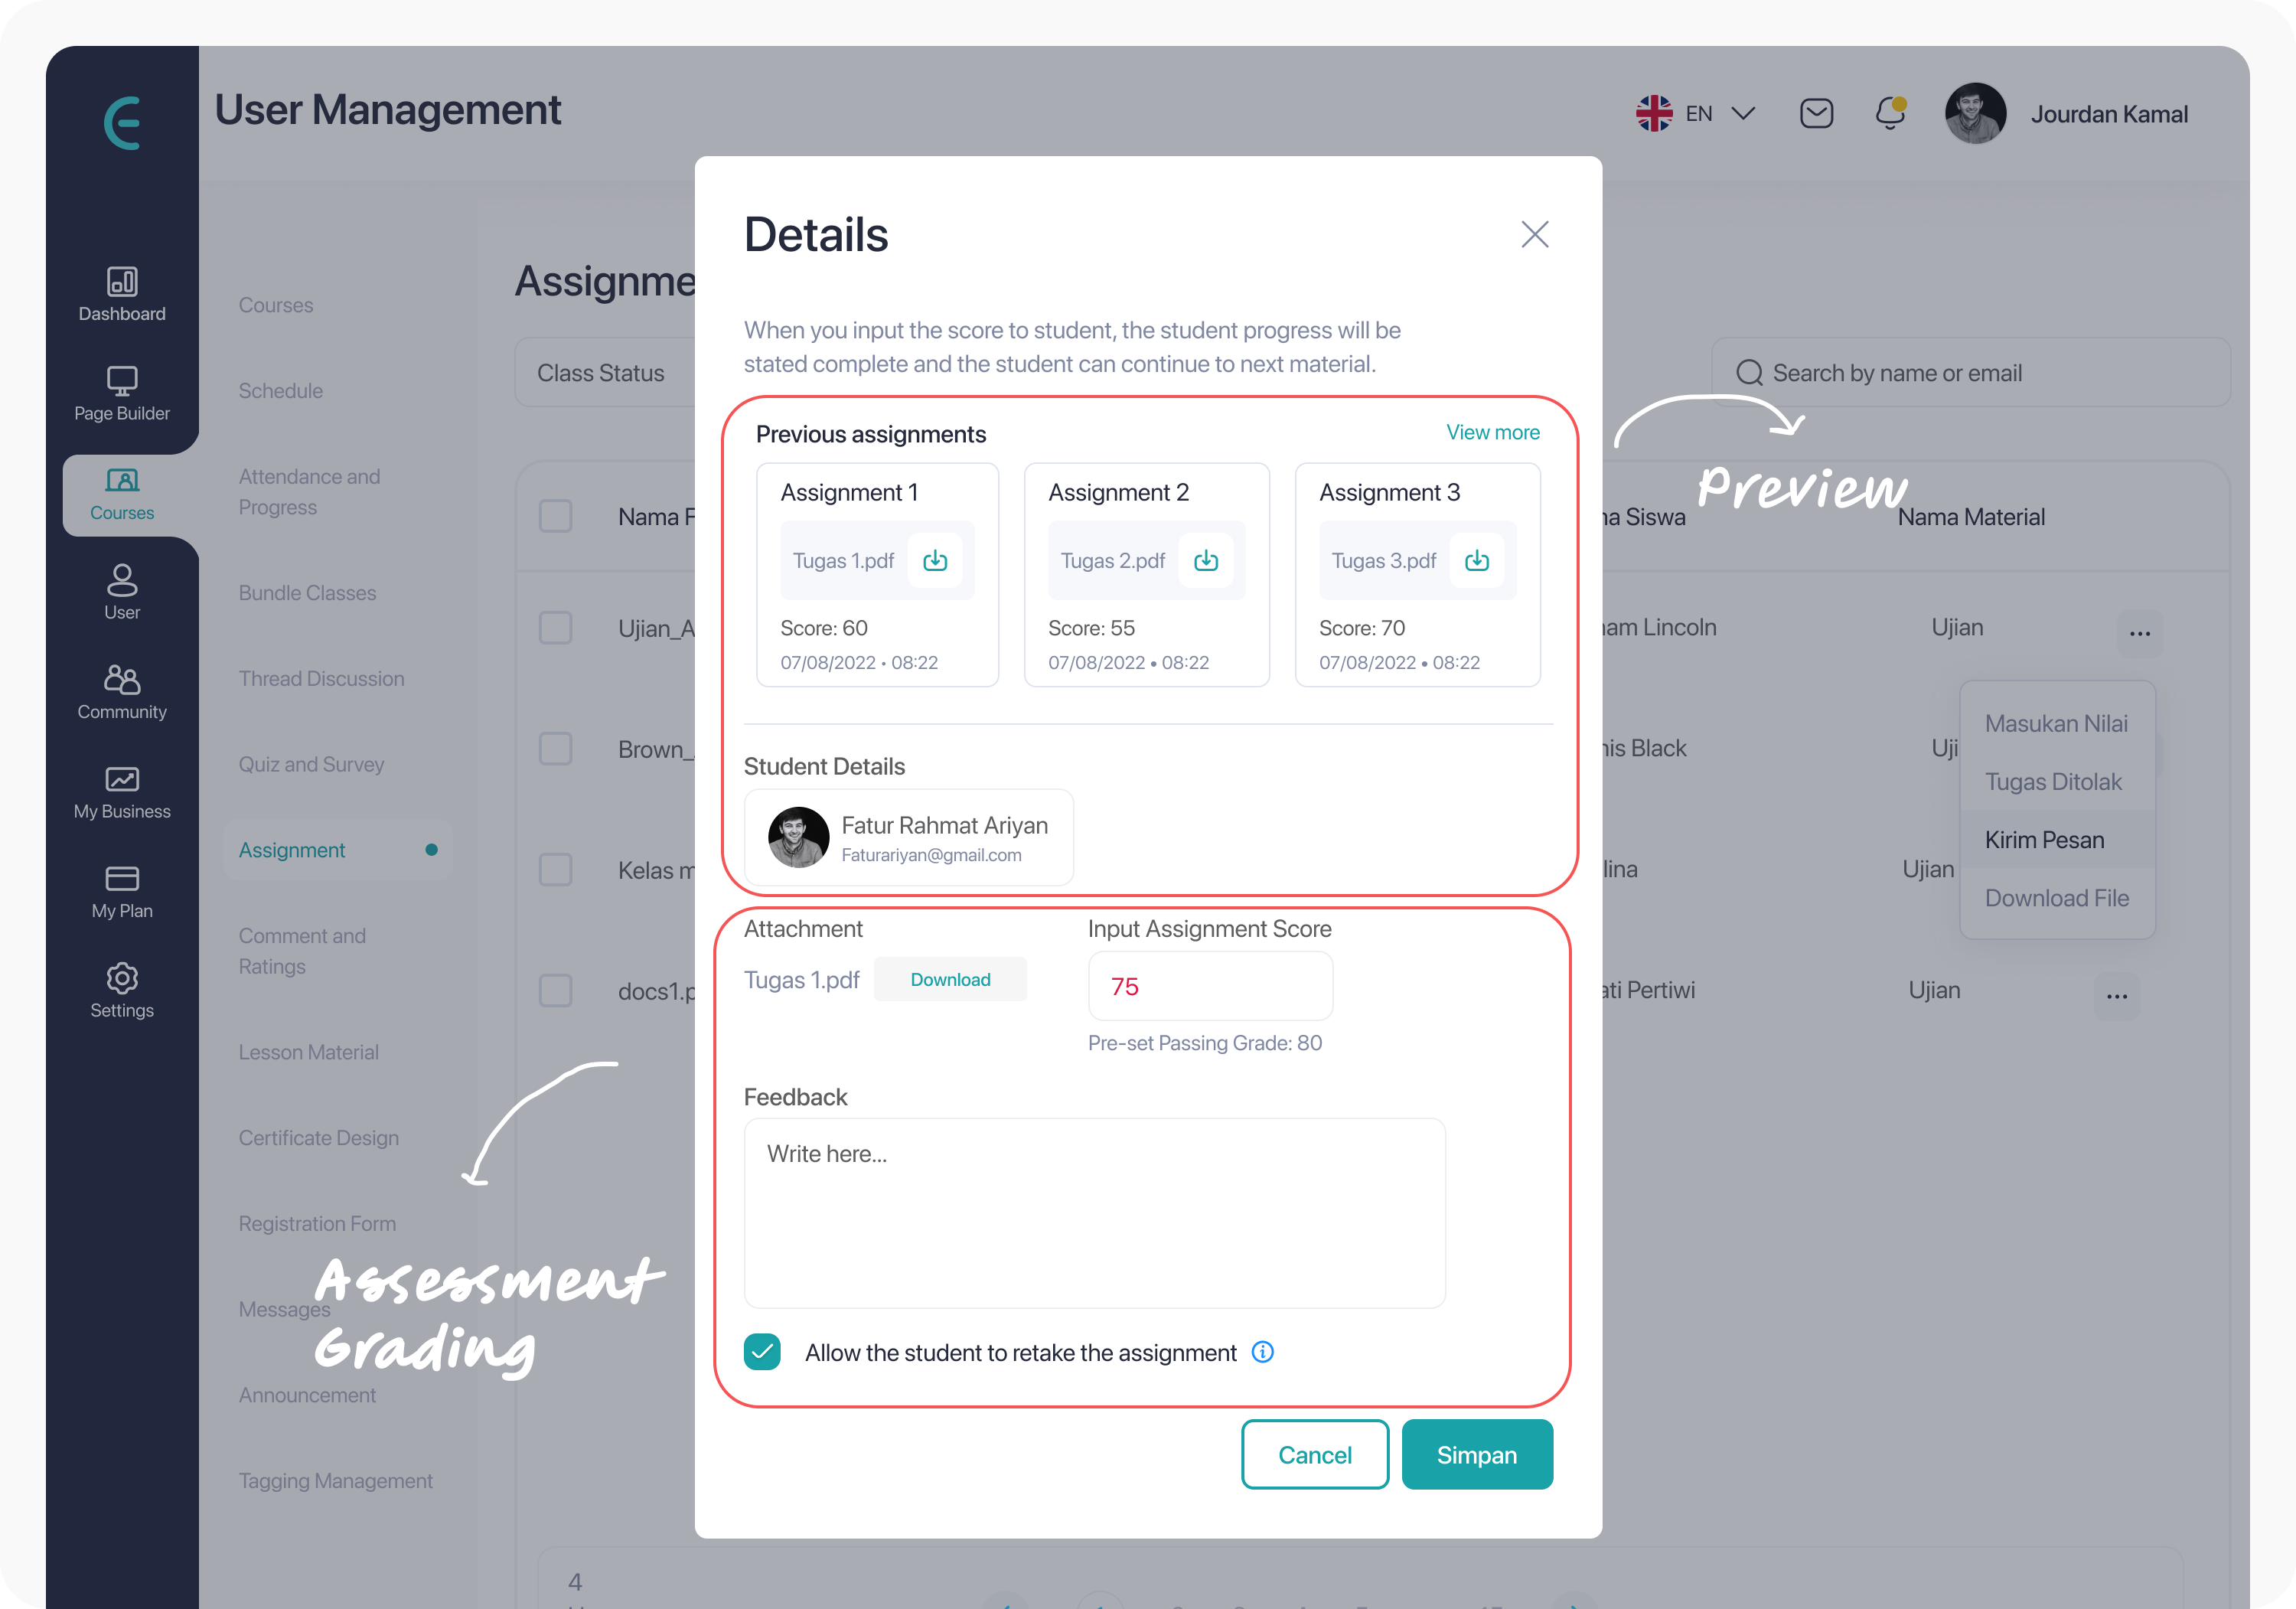 User Management
EN
Jourdan Kamal
Dashboard
Page Builder
Courses
User
Community
My Business
My Plan
Settings
Courses
Schedule
Attendance and
Progress
Bundle Classes
Thread Discussion
Quiz and Survey
Assignment
Comment and
Ratings
Lesson Material
Certificate Design
Registration Form
Messages
Announcement
Tagging Management
Assessment
Grading
Assignme
Class Status
Search by name or email
Nama F
na Siswa
Nama Material
Ujian_A
am Lincoln
Ujian
Brown_
nis Black
Uji
Kelas m
lina
Ujian
docs1.p
ati Pertiwi
Ujian
Masukan Nilai
Tugas Ditolak
Kirim Pesan
Download File
Preview
Details
When you input the score to student, the student progress will be
stated complete and the student can continue to next material.
Previous assignments
View more
Assignment 1
Tugas 1.pdf
Score: 60
07/08/2022 • 08:22
Assignment 2
Tugas 2.pdf
Score: 55
07/08/2022 • 08:22
Assignment 3
Tugas 3.pdf
Score: 70
07/08/2022 • 08:22
Student Details
Fatur Rahmat Ariyan
Faturariyan@gmail.com
Attachment
Tugas 1.pdf
Download
Input Assignment Score
75
Pre-set Passing Grade: 80
Feedback
Write here...
Allow the student to retake the assignment
Cancel
Simpan
4